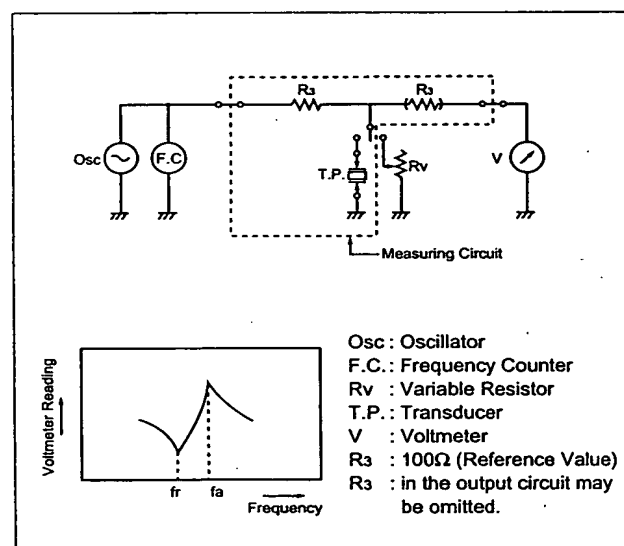 R3
R3
Osc
F.C
T.P.
Rv
V
Measuring Circuit
Voltmeter Reading
fr
fa
Frequency
Osc : Oscillator
F.C. : Frequency Counter
Rv : Variable Resistor
T.P. : Transducer
V : Voltmeter
R3 : 100Ω (Reference Value)
R3 : in the output circuit may
be omitted.